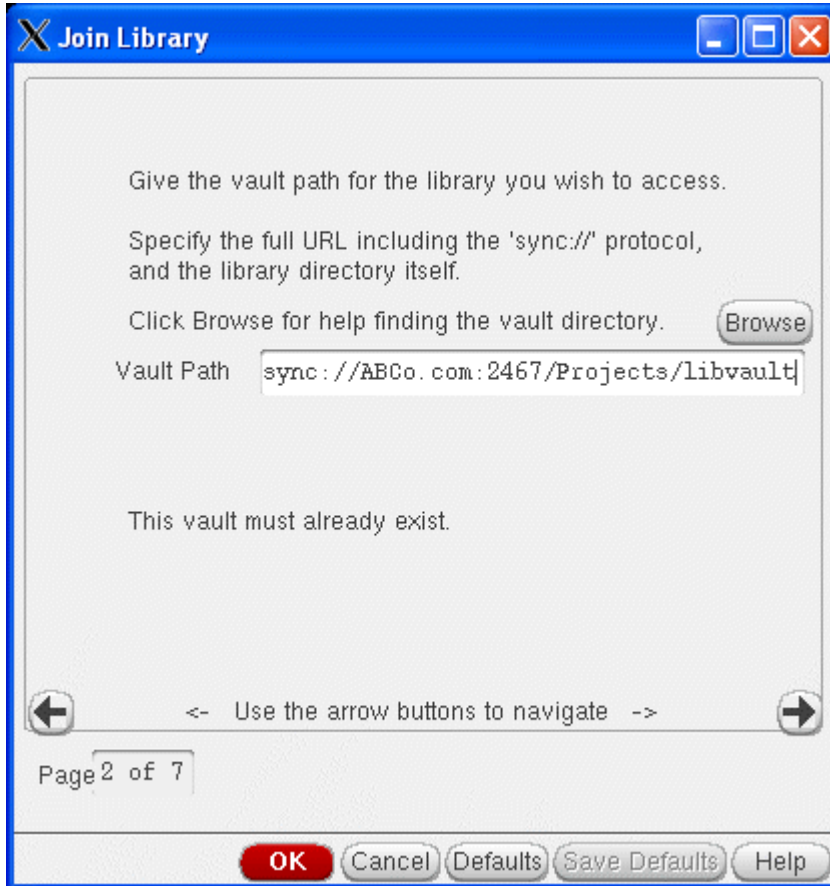 Join Library
Give the vault path for the library you wish to access.
Specify the full URL including the 'sync://' protocol,
and the library directory itself.
Click Browse for help finding the vault directory.
Browse
Vault Path
sync://ABCo.com:2467/Projects/libvault
This vault must already exist.
<- Use the arrow buttons to navigate ->
Page 2 of 7
OK Cancel Defaults Save Defaults Help